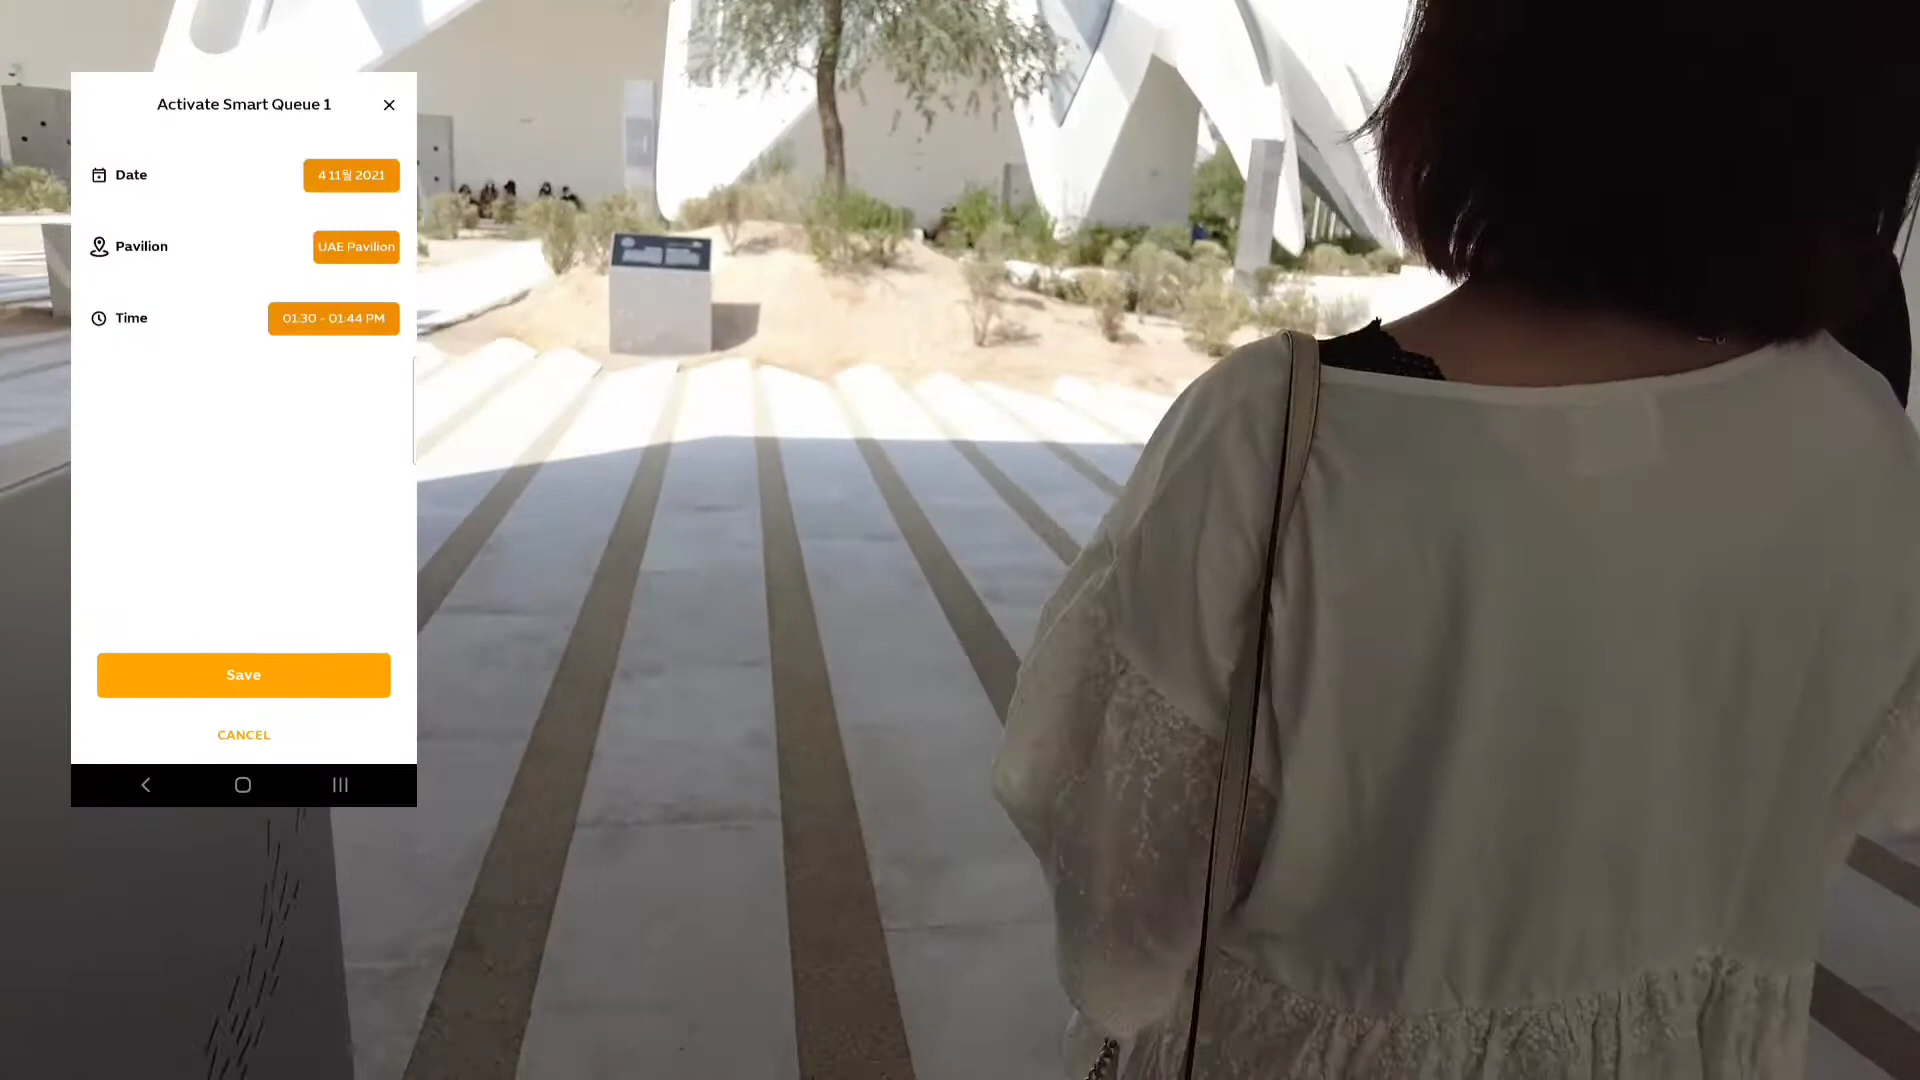 Activate Smart Queue 1
Date
4 11월 2021
Pavilion
UAE Pavilion
Time
01:30 - 01:44 PM
Save
CANCEL